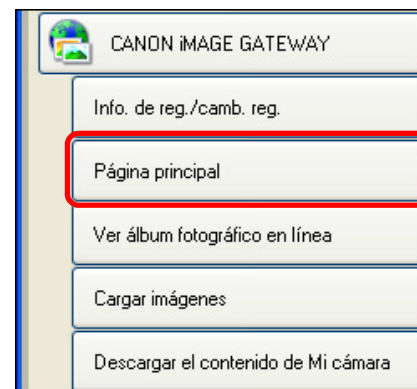 CANON iMAGE GATEWAY
Info. de reg./camb. reg.
Página principal
Ver álbum fotográfico en línea
Cargar imágenes
Descargar el contenido de Mi cámara